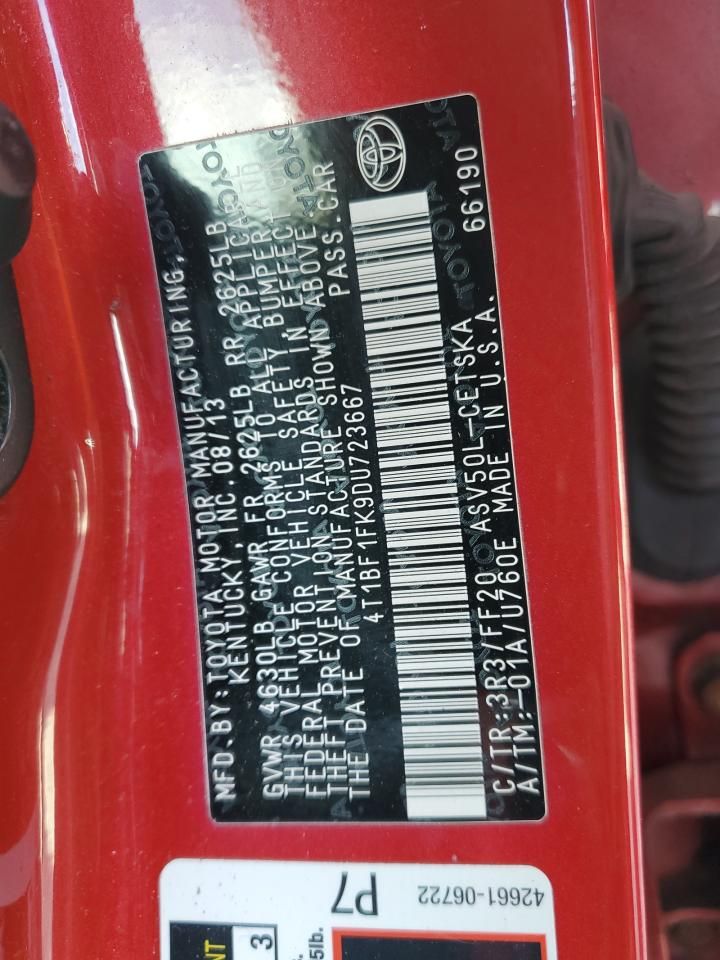 MFD.BY:TOYOTA MOTOR MANUFACTURING,
KENTUCKY, INC.08/13
GVWR 4630LB GAWR FR 2625LB RR 2625LB
THIS VEHICLE CONFORMS TO ALL APPLICABLE
FEDERAL MOTOR VEHICLE SAFETY, BUMPER, AND
THEFT PREVENTION STANDARDS IN EFFECT ON
THE DATE OF MANUFACTURE SHOWN ABOVE.
4T1BF1FK9DU723667 PASS.CAR
C/TR:3R3/FF20 ASV50L-CETSKA 66190
A/TM:-01A/U760E MADE IN U.S.A.
TOYOTA
P7
42661-06722
3
5lb.